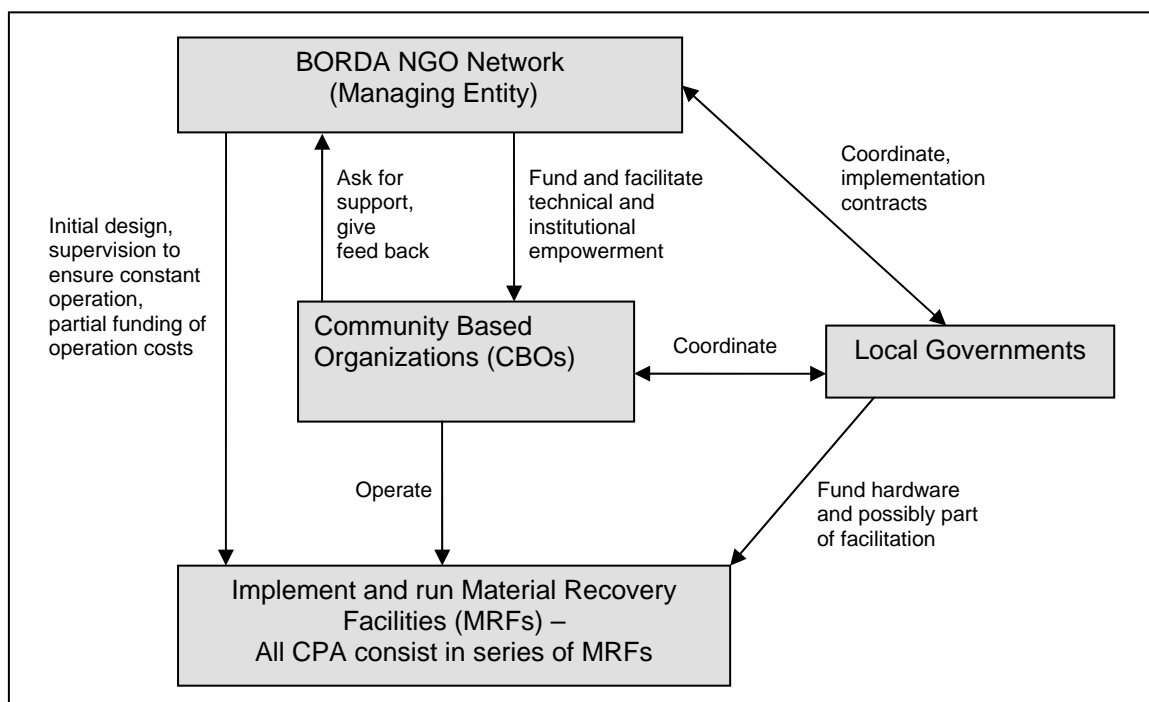 BORDA NGO Network
(Managing Entity)
Ask for
support,
give
feed back
Fund and facilitate
technical and
institutional
empowerment
Coordinate,
implementation
contracts
Initial design,
supervision to
ensure constant
operation,
partial funding of
operation costs
Community Based
Organizations (CBOs)
Coordinate
Local Governments
Operate
Fund hardware
and possibly part
of facilitation
Implement and run Material Recovery
Facilities (MRFs) –
All CPA consist in series of MRFs